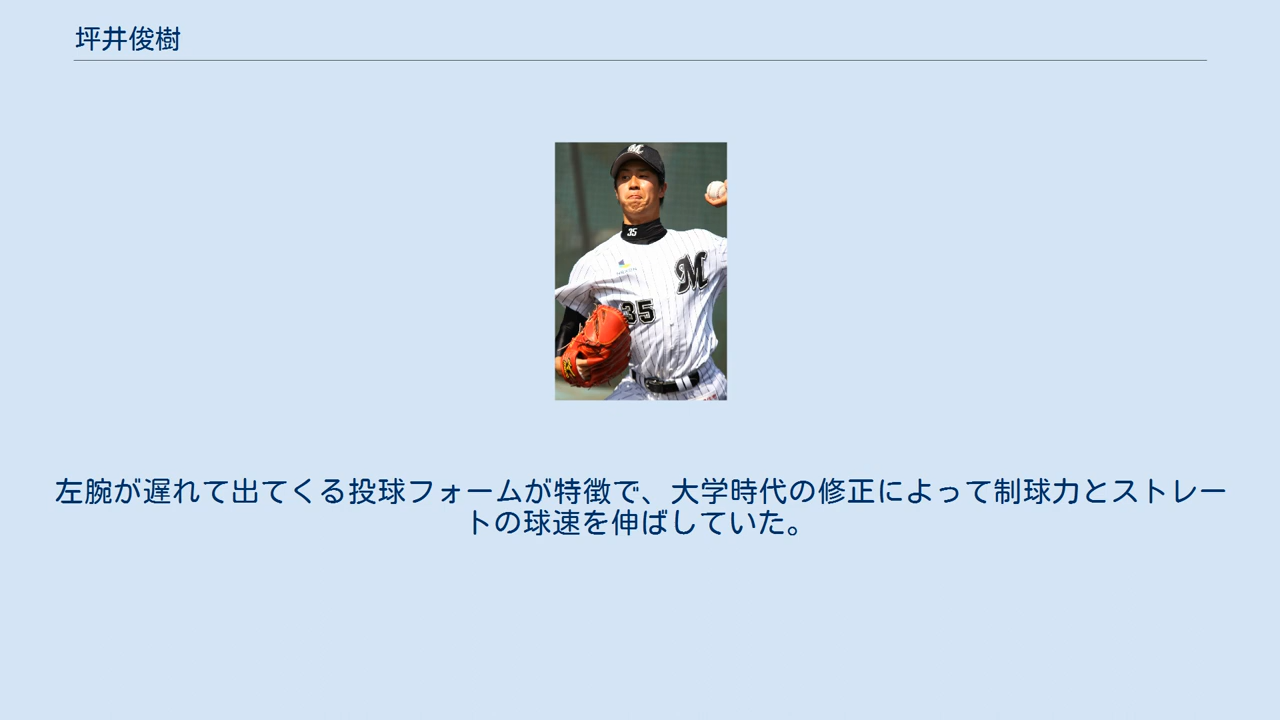 坪井俊樹
M
35
M
35
左腕が遅れて出てくる投球フォームが特徴で、大学時代の修正によって制球力とストレー
トの球速を伸ばしていた。